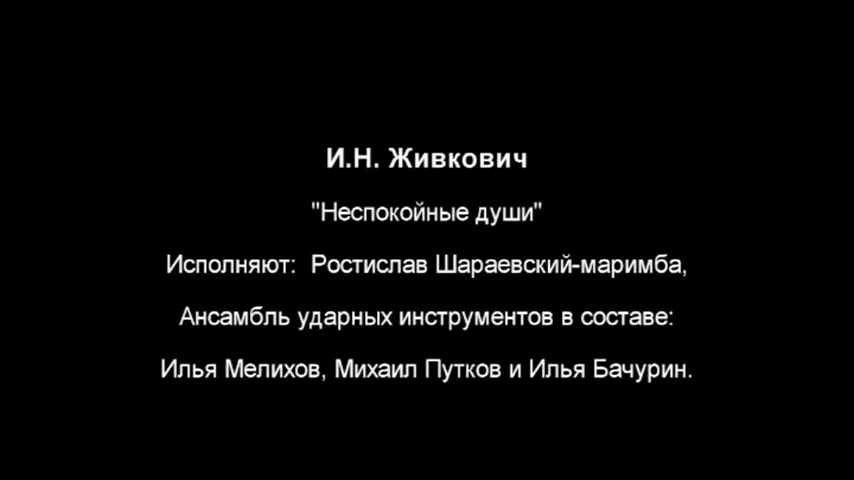 И.Н. Живкович
"Неспокойные души"
Исполняют:  Ростислав Шараевский-маримба,
Ансамбль ударных инструментов в составе:
Илья Мелихов, Михаил Путков и Илья Бачурин.